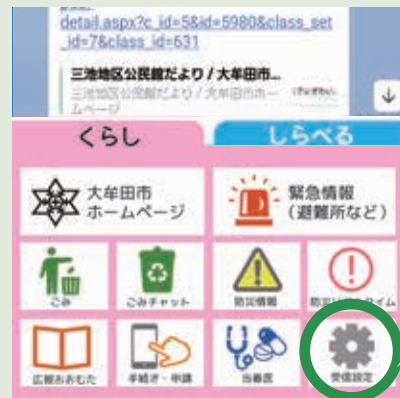 detail.aspx?c_id=5&id=5980&class_set
_id=7&class_id=631
三池地区公民館だより / 大牟田市...
三池地区公民館だより / 大牟田市ホー
ムページ
くらし
しらべる
大牟田市
ホームページ
緊急情報
(避難所など)
ごみ
ごみチャット
防災情報
広報おおむた
手続き・申請
当番医
受信設定